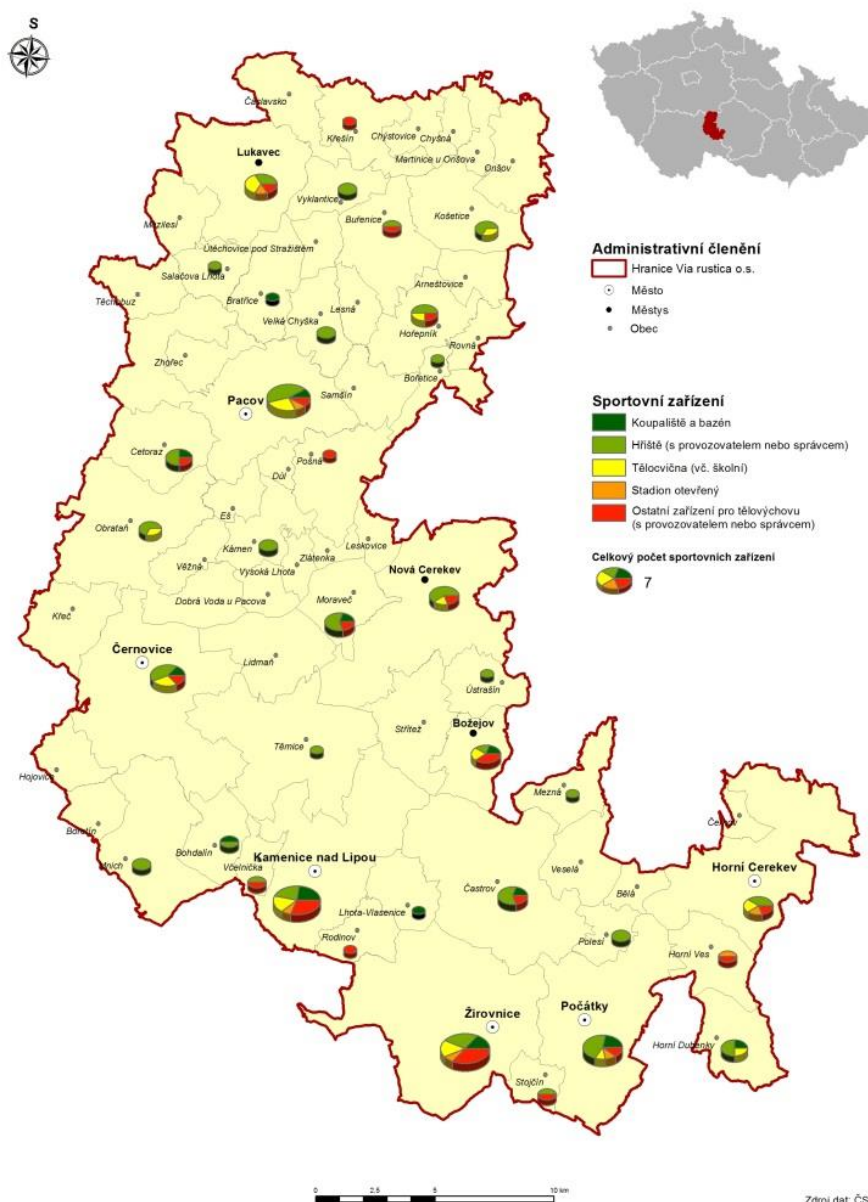 S
Čáslavsko
Křešín
Chýstovice
Chyšná
Lukavec
Martinice u Onšova
Onšov
Vyklantice
Buřenice
Košetice
Mezilesí
Útěchovice pod Stražištěm
Salačova Lhota
Arneštovice
Těchobuz
Bratřice
Lesná
Velká Chyška
Hořepník
Rovná
Zhořec
Bořetice
Pacov
Samšín
Cetoraz
Pošná
Důl
Obrataň
Eš
Kámen
Leskovice
Zlátenka
Věžná
Vysoká Lhota
Nová Cerekev
Dobrá Voda u Pacova
Moraveč
Křeč
Černovice
Lidmaň
Ústrašín
Střítež
Božejov
Těmice
Hojovice
Mezná
Čejkov
Mnich
Bohdalín
Včelnička
Kamenice nad Lipou
Veselá
Horní Cerekev
Častrov
Bělá
Lhota-Vlasenice
Rodinov
Polesí
Horní Ves
Žirovnice
Počátky
Horní Dubenky
Stojčín
Administrativní členění
Hranice Via rustica o.s.
Město
Městys
Obec
Sportovní zařízení
Koupaliště a bazén
Hřiště (s provozovatelem nebo správcem)
Tělocvična (vč. školní)
Stadion otevřený
Ostatní zařízení pro tělovýchovu
(s provozovatelem nebo správcem)
Celkový počet sportovních zařízení
7
0 2,5 5 10 km
Zdroj dat: ČS